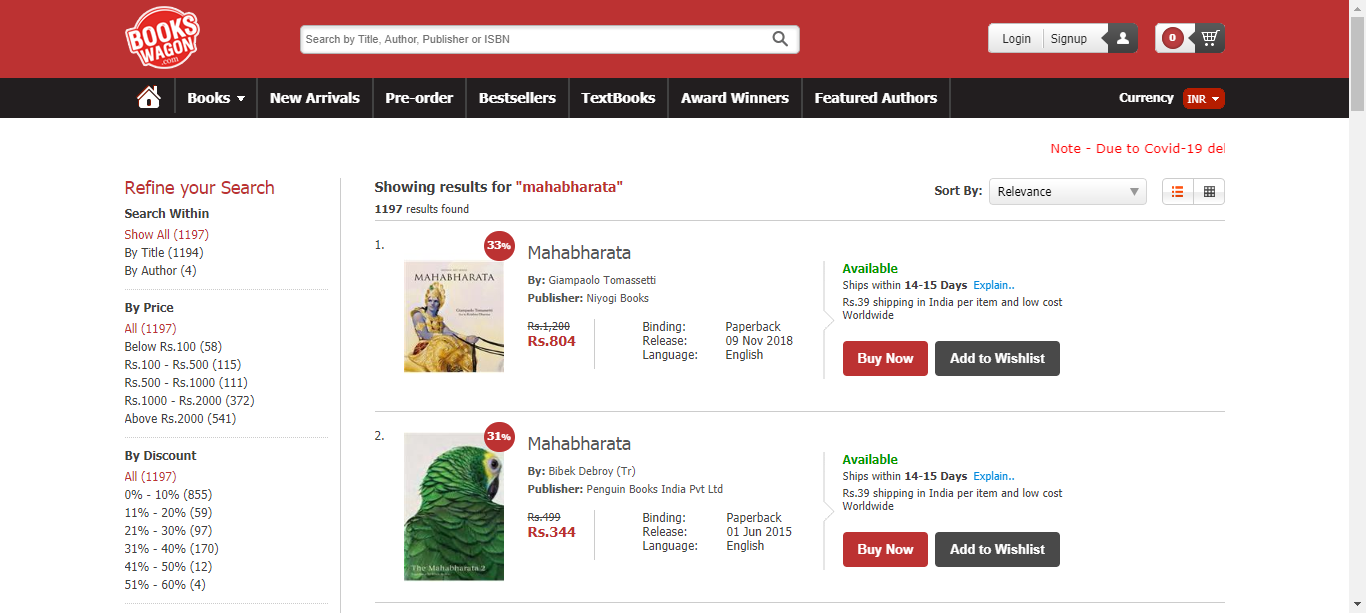 BOOKS
WAGON
.com
Search by Title, Author, Publisher or ISBN
Login
Signup
0
Books
New Arrivals
Pre-order
Bestsellers
TextBooks
Award Winners
Featured Authors
Currency
INR
Note - Due to Covid-19 del
Refine your Search
Search Within
Show All (1197)
By Title (1194)
By Author (4)
By Price
All (1197)
Below Rs.100 (58)
Rs.100 - Rs.500 (115)
Rs.500 - Rs.1000 (111)
Rs.1000 - Rs.2000 (372)
Above Rs.2000 (541)
By Discount
All (1197)
0% - 10% (855)
11% - 20% (59)
21% - 30% (97)
31% - 40% (170)
41% - 50% (12)
51% - 60% (4)
Showing results for "mahabharata"
1197 results found
Sort By:
Relevance
1.
33%
MAHABHARATA
Giampaolo Tomassetti
Mahabharata
By: Giampaolo Tomassetti
Publisher: Niyogi Books
Rs.1,200
Rs.804
Binding: Paperback
Release: 09 Nov 2018
Language: English
Available
Ships within 14-15 Days Explain..
Rs.39 shipping in India per item and low cost
Worldwide
Buy Now
Add to Wishlist
2.
31%
The Mahabharata 2
Mahabharata
By: Bibek Debroy (Tr)
Publisher: Penguin Books India Pvt Ltd
Rs.499
Rs.344
Binding: Paperback
Release: 01 Jun 2015
Language: English
Available
Ships within 14-15 Days Explain..
Rs.39 shipping in India per item and low cost
Worldwide
Buy Now
Add to Wishlist